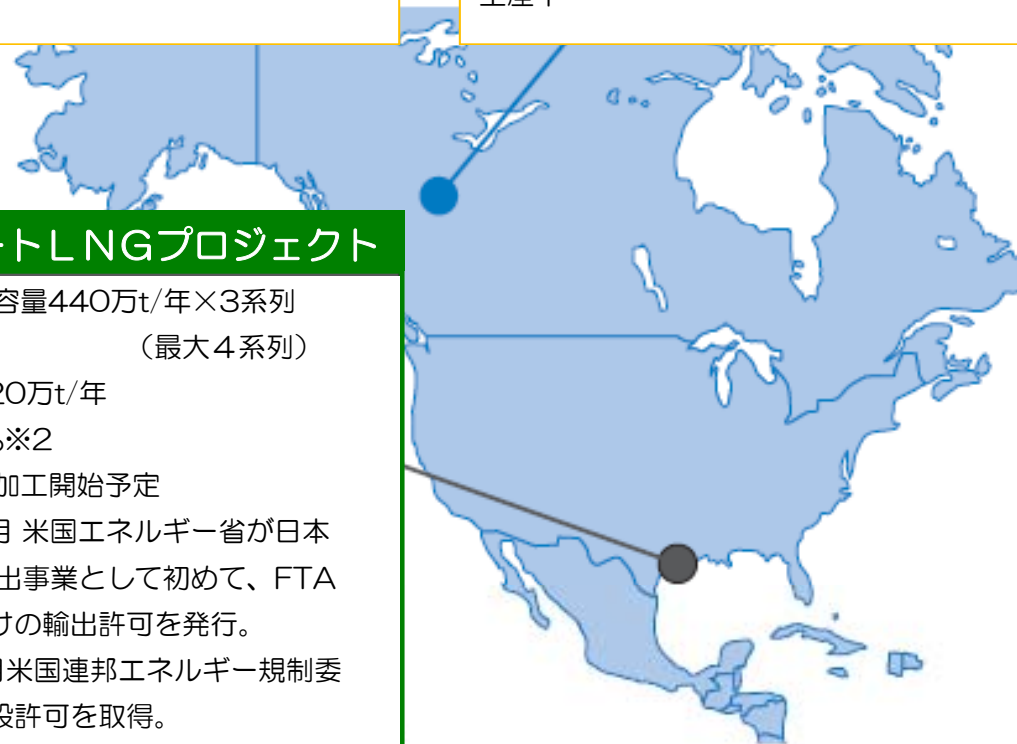 生産中
ートLNGプロジェクト
容量440万t/年×3系列
（最大４系列）
20万t/年
%※2
加工開始予定
月 米国エネルギー省が日本
出事業として初めて、FTA
けの輸出許可を発行。
月米国連邦エネルギー規制委
設許可を取得。